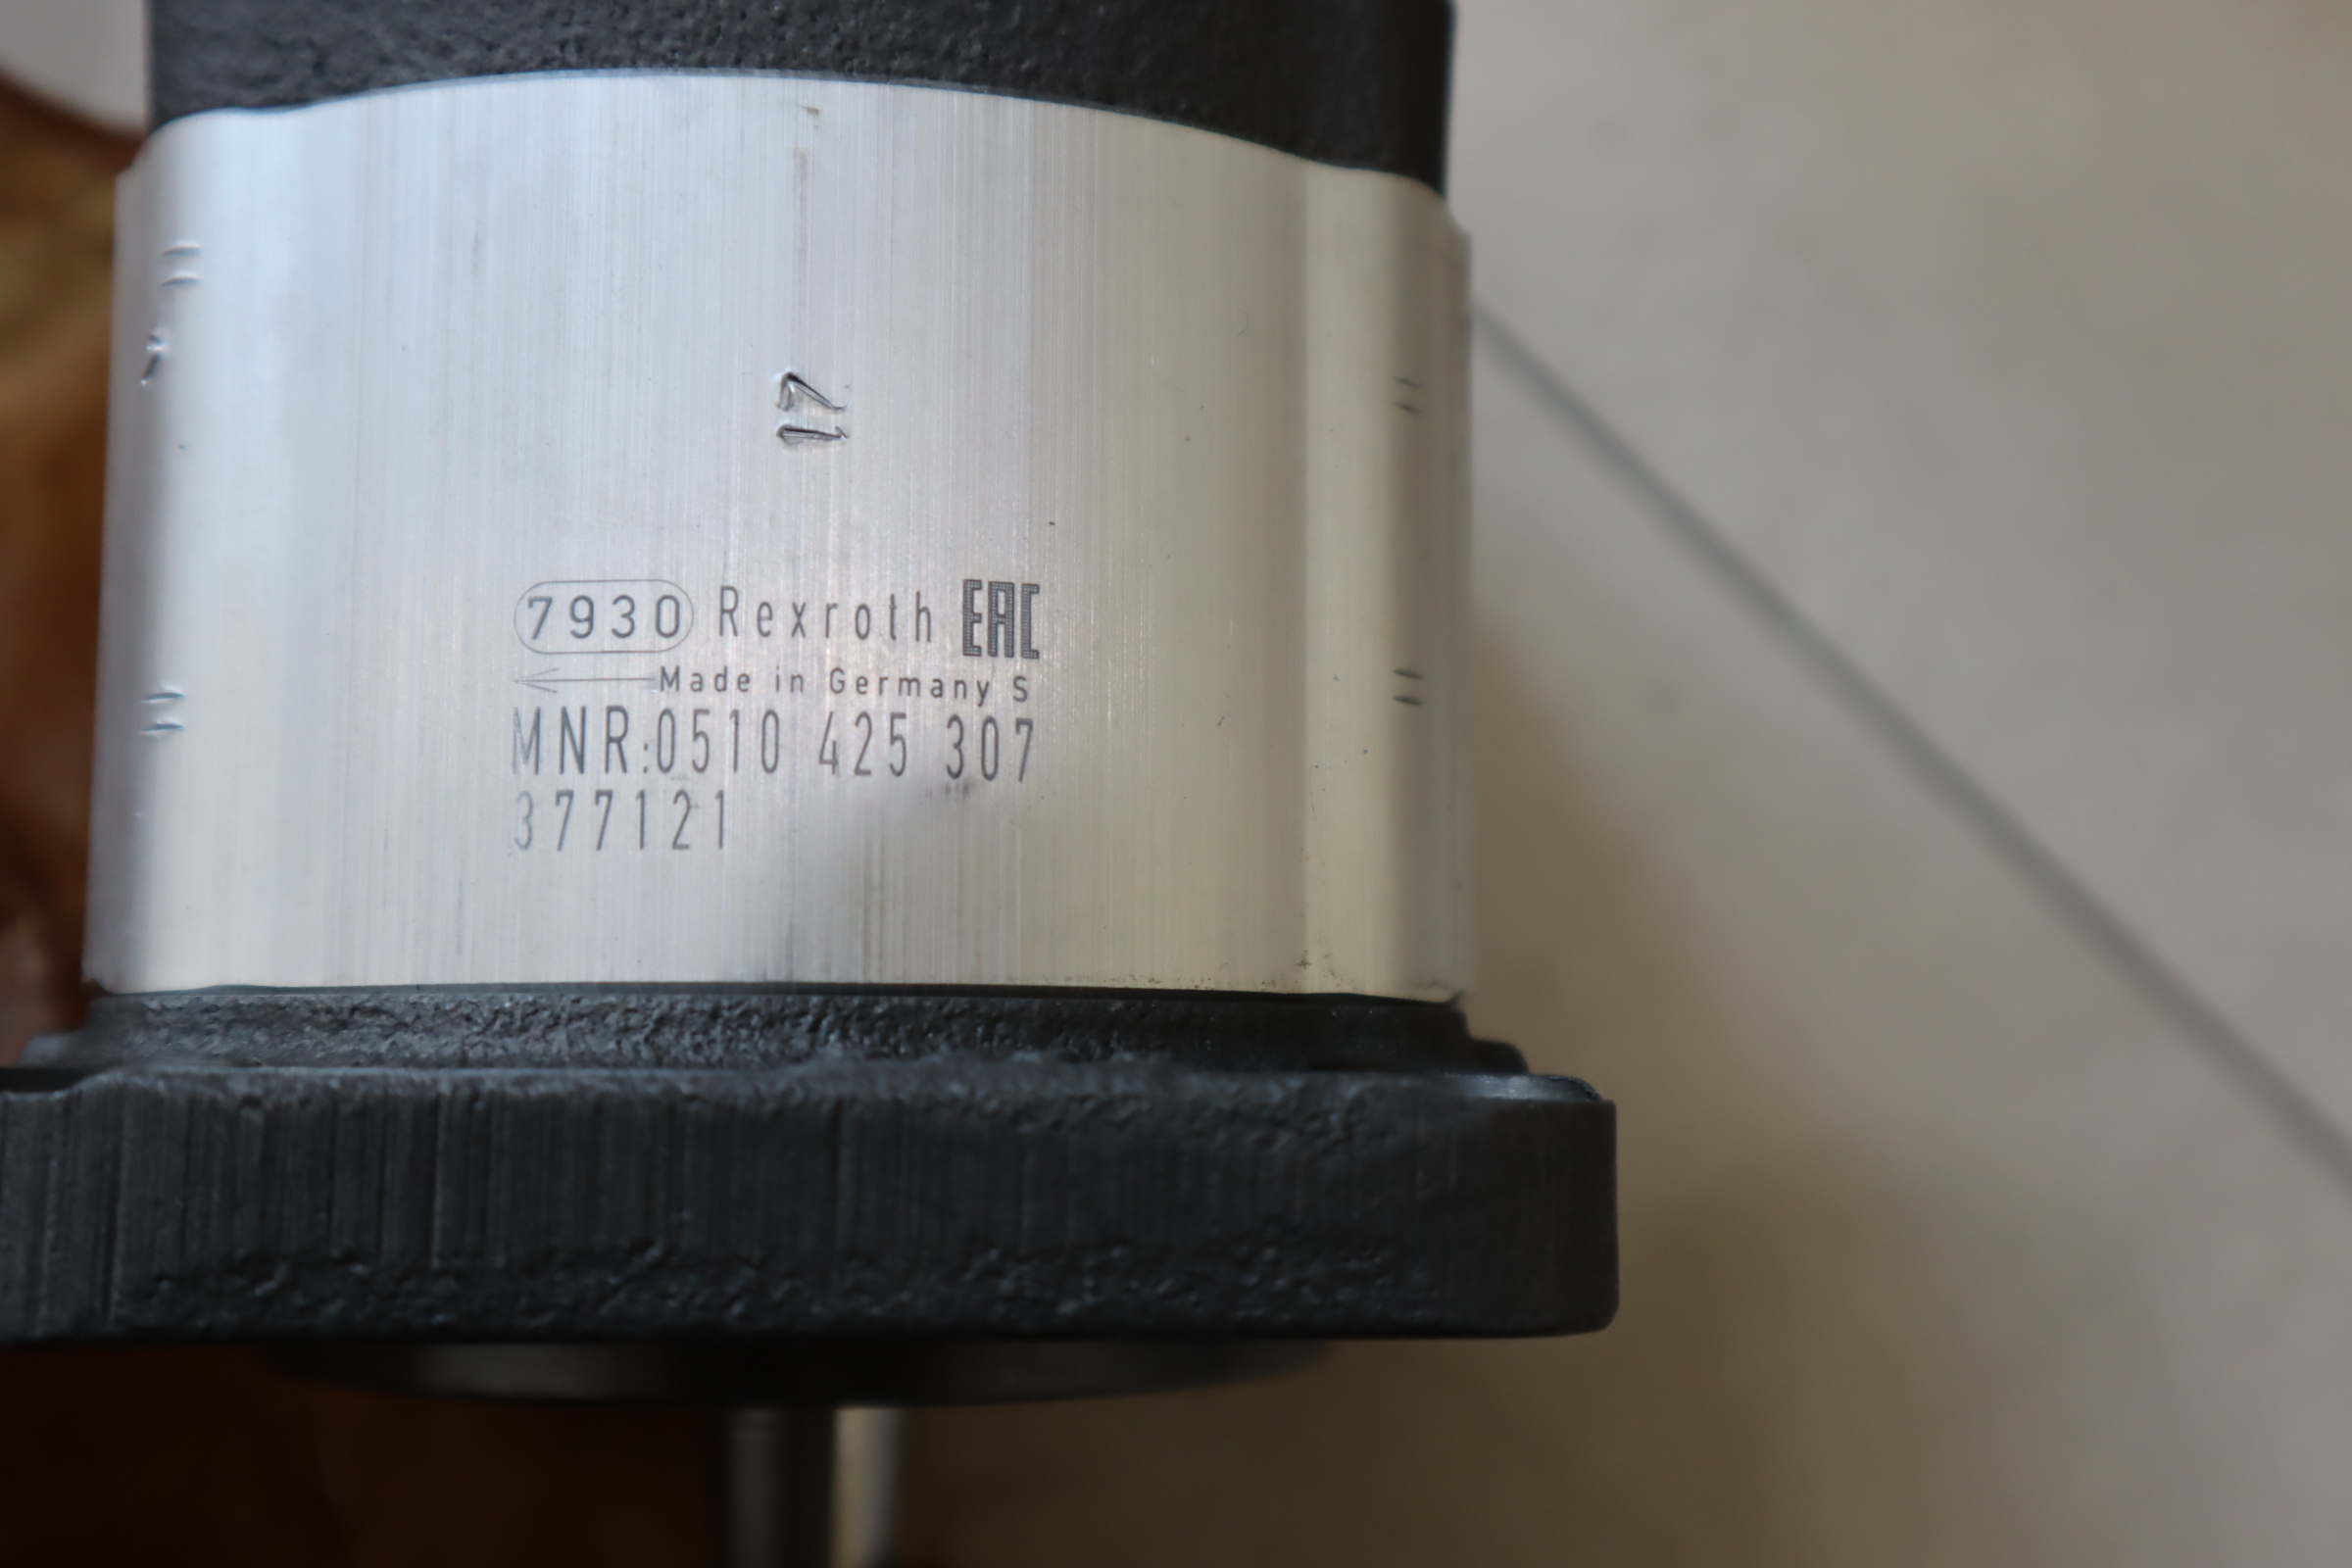 17
7930 Rexroth EAC
Made in Germany S
MNR:0510 425 307
377121